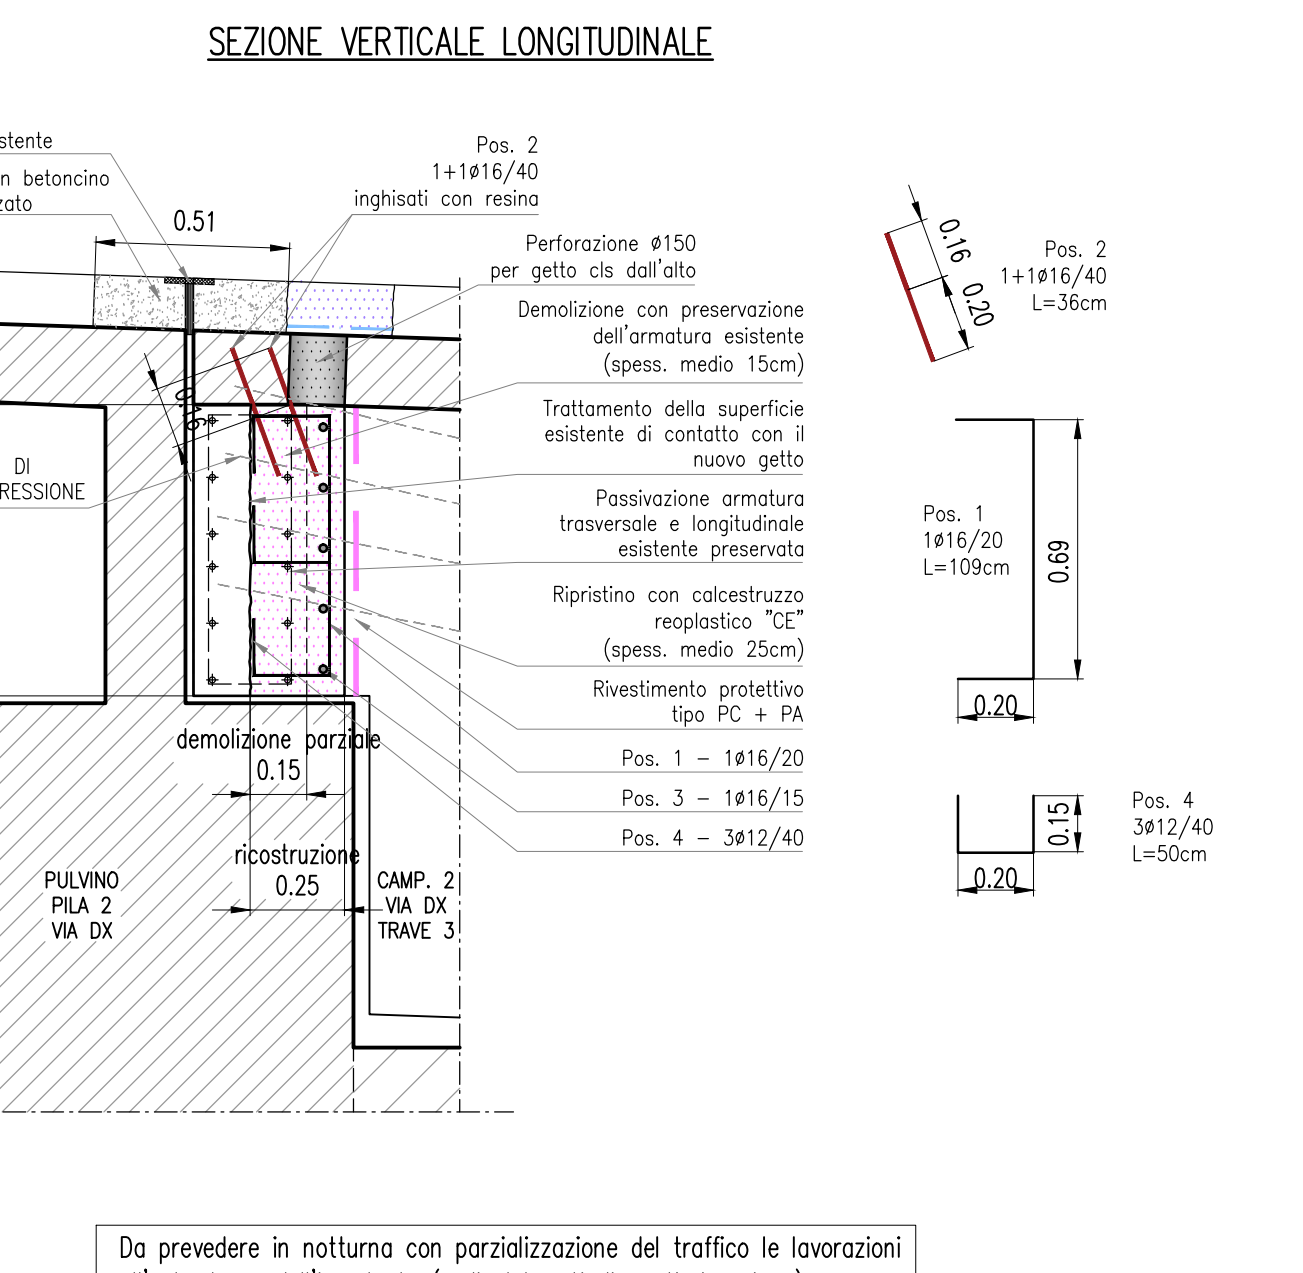 SEZIONE VERTICALE LONGITUDINALE
stente
n betoncino
zato
0.51
Pos. 2
1+1ø16/40
inghisati con resina
Perforazione Ø150
per getto cls dall'alto
Demolizione con preservazione
dell'armatura esistente
(spess. medio 15cm)
Trattamento della superficie
esistente di contatto con il
nuovo getto
Passivazione armatura
trasversale e longitudinale
esistente preservata
Ripristino con calcestruzzo
reoplastico "CE"
(spess. medio 25cm)
Rivestimento protettivo
tipo PC + PA
Pos. 1 – 1ø16/20
Pos. 3 – 1ø16/15
Pos. 4 – 3ø12/40
0.16
DI
RESSIONE
demolizione parziale
0.15
ricostruzione
0.25
PULVINO
PILA 2
VIA DX
CAMP. 2
VIA DX
TRAVE 3
0.16
0.20
Pos. 2
1+1ø16/40
L=36cm
Pos. 1
1ø16/20
L=109cm
0.69
0.20
0.15
0.20
Pos. 4
3ø12/40
L=50cm
Da prevedere in notturna con parzializzazione del traffico le lavorazioni